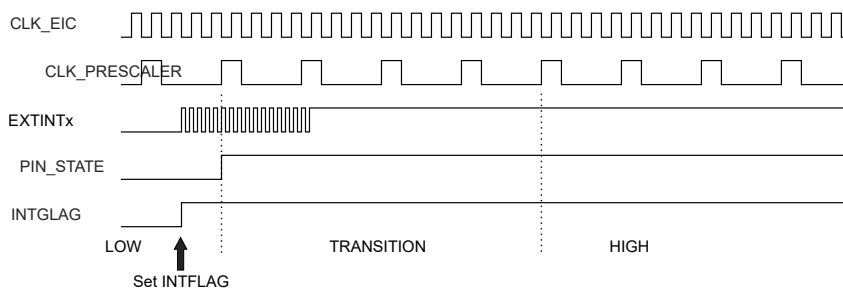 CLK_EIC
CLK_PRESCALER
EXTINTx
PIN_STATE
INTGLAG
LOW TRANSITION HIGH
Set INTFLAG